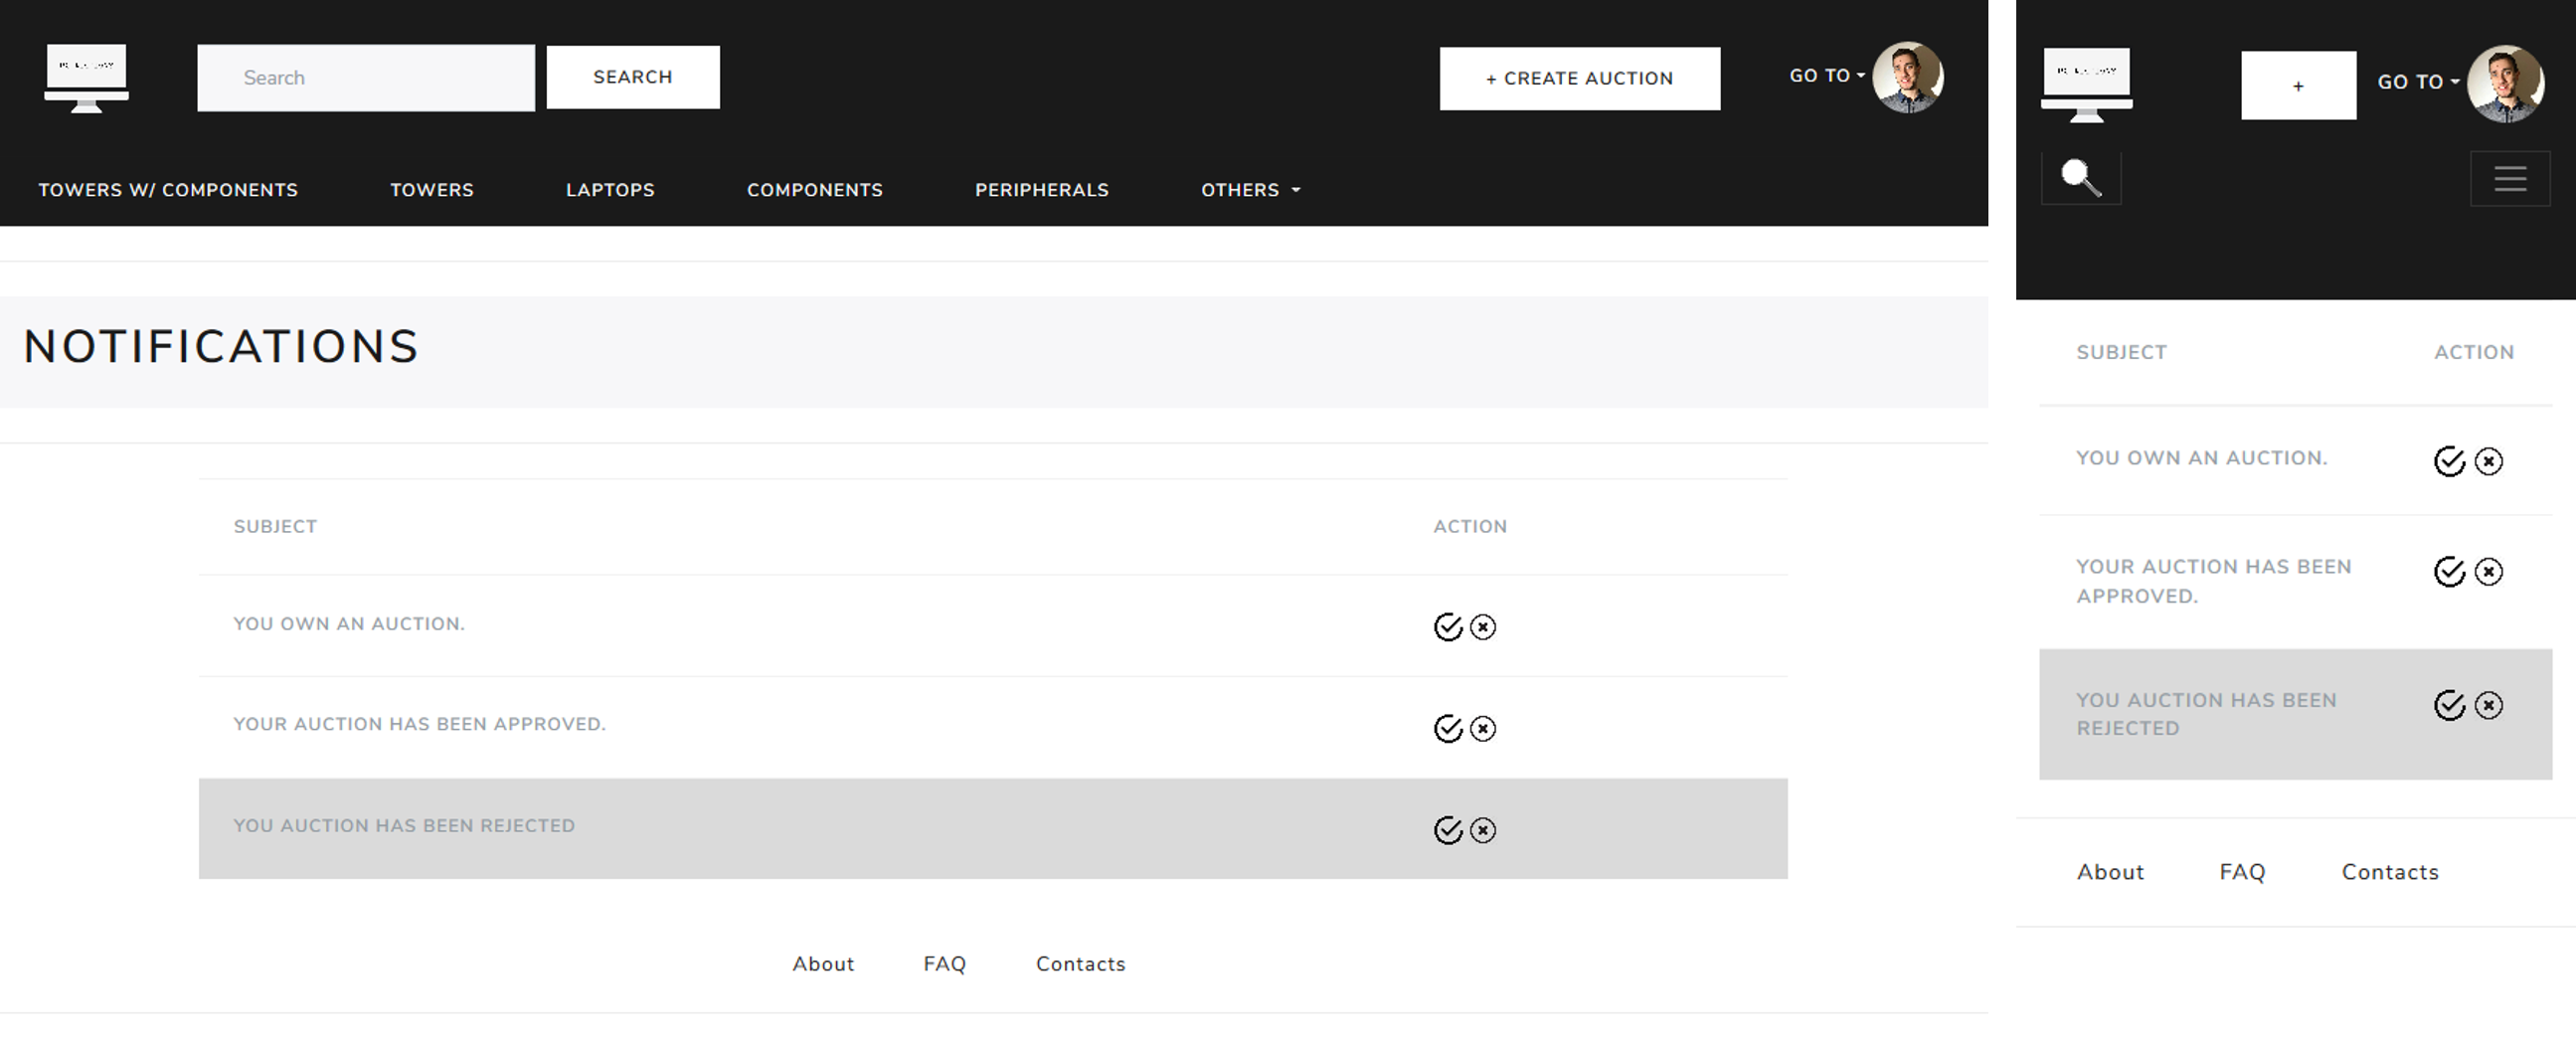 Search
SEARCH
+ CREATE AUCTION
GO TO
TOWERS W/ COMPONENTS
TOWERS
LAPTOPS
COMPONENTS
PERIPHERALS
OTHERS
NOTIFICATIONS
SUBJECT ACTION
YOU OWN AN AUCTION.
YOUR AUCTION HAS BEEN APPROVED.
YOU AUCTION HAS BEEN REJECTED
About FAQ Contacts
+
GO TO
SUBJECT ACTION
YOU OWN AN AUCTION.
YOUR AUCTION HAS BEEN
APPROVED.
YOU AUCTION HAS BEEN
REJECTED
About FAQ Contacts